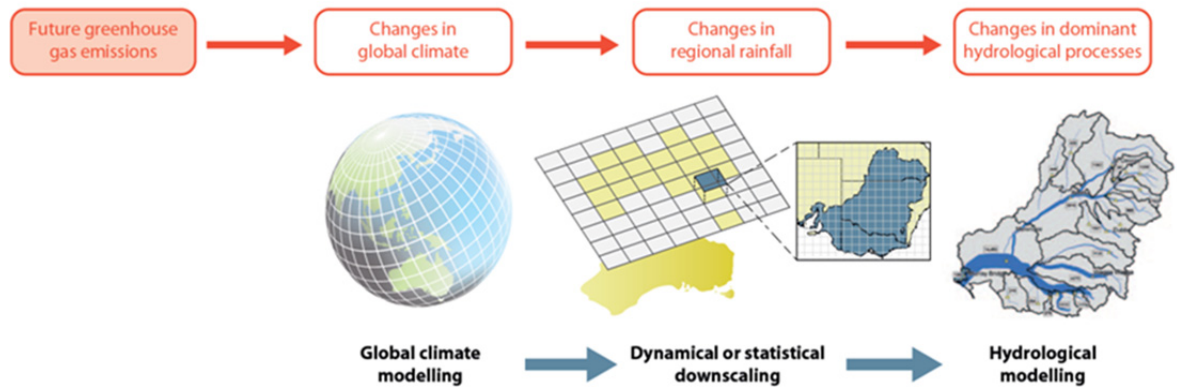 Future greenhouse
gas emissions
Changes in
global climate
Changes in
regional rainfall
Changes in dominant
hydrological processes
Global climate
modelling
Dynamical or statistical
downscaling
Hydrological
modelling